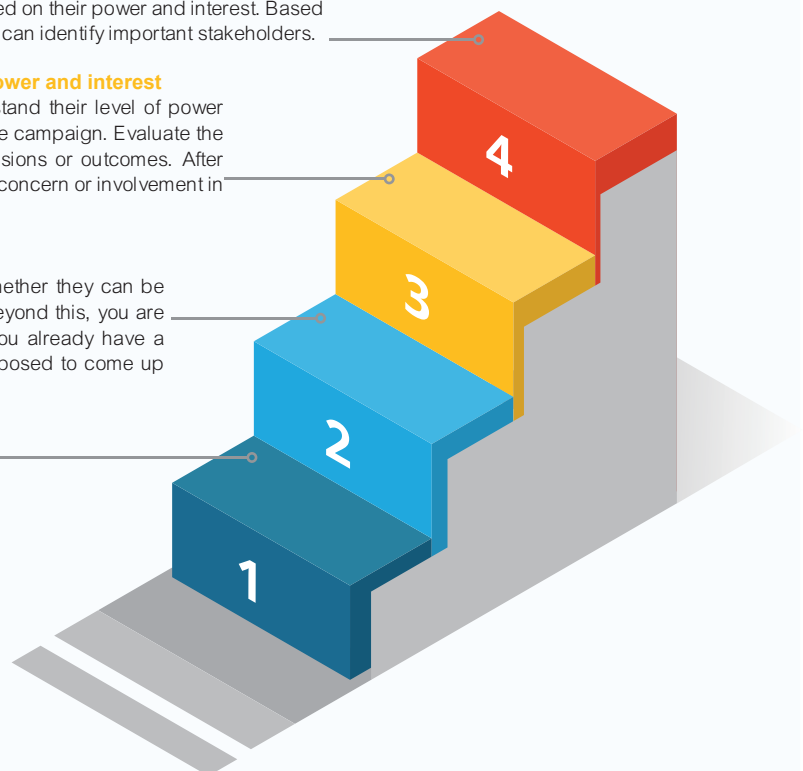 ed on their power and interest. Based
can identify important stakeholders.
ower and interest
tand their level of power
e campaign. Evaluate the
sions or outcomes. After
concern or involvement in
hether they can be
eyond this, you are
ou already have a
posed to come up
4
3
2
1